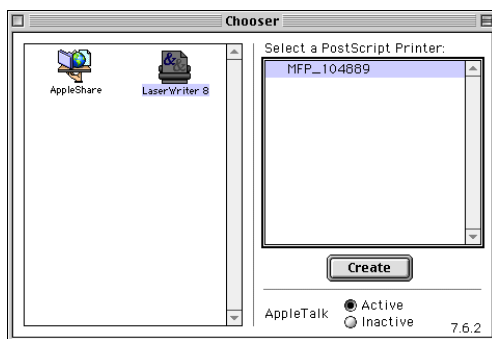 Chooser
AppleShare
LaserWriter 8
Select a PostScript Printer:
MFP_104889
Create
AppleTalk
Active
Inactive
7.6.2